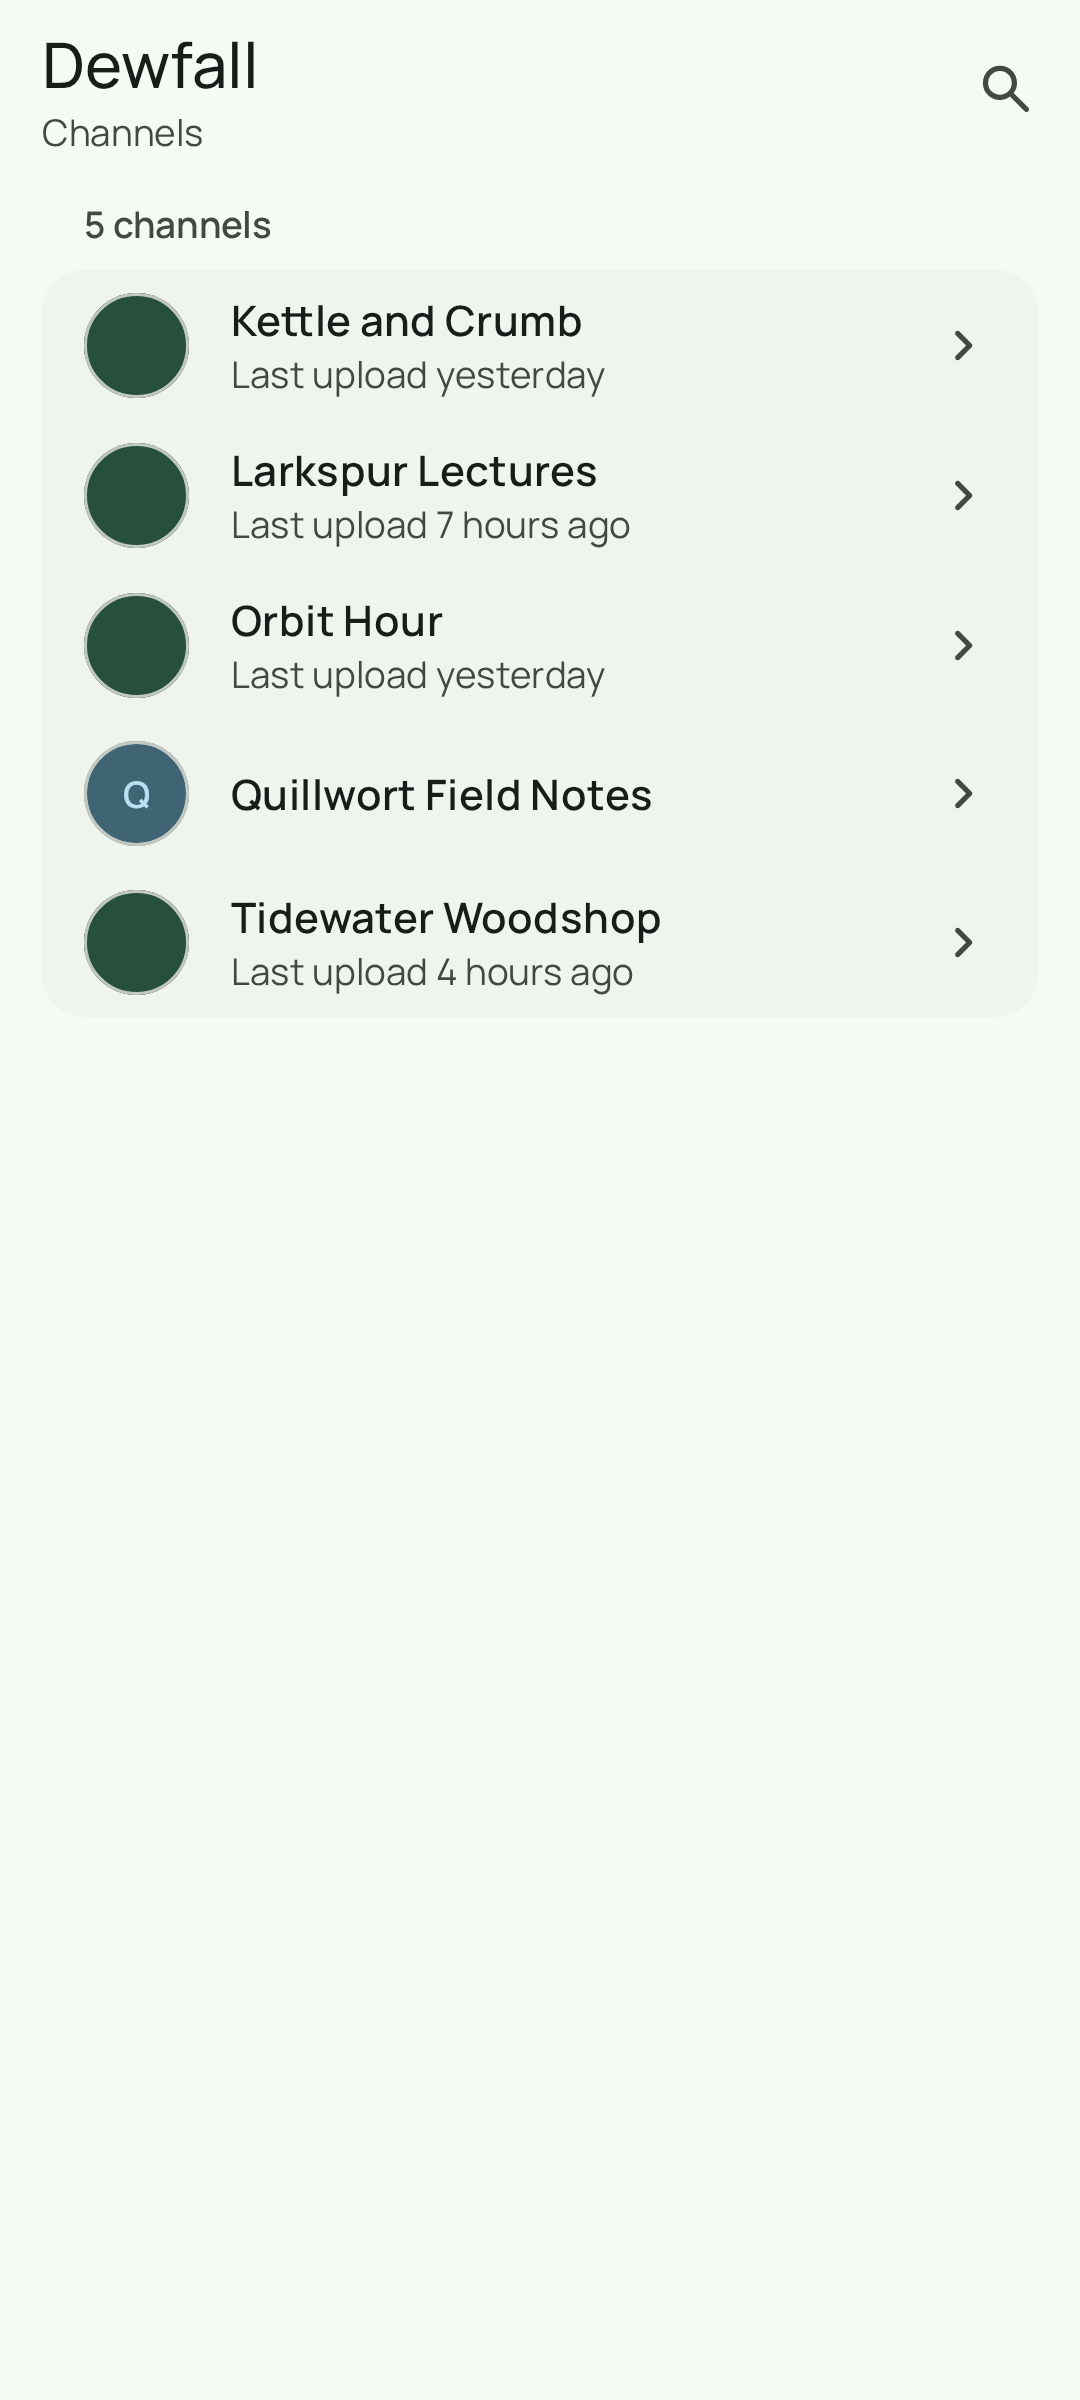 Dewfall
Channels
5 channels
Kettle and Crumb
Last upload yesterday
Larkspur Lectures
Last upload 7 hours ago
Orbit Hour
Last upload yesterday
Q
Quillwort Field Notes
Tidewater Woodshop
Last upload 4 hours ago